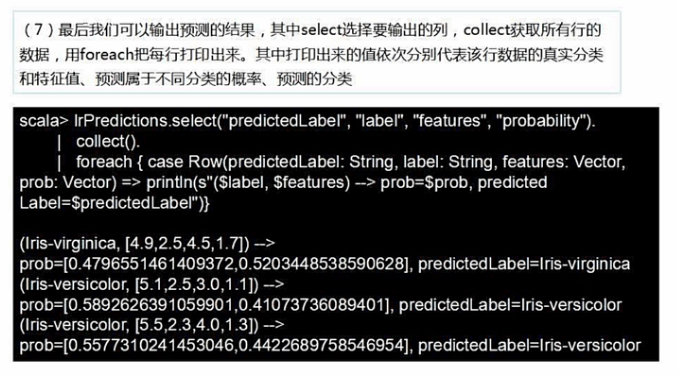 （7）最后我们可以输出预测的结果，其中select选择要输出的列，collect获取所有行的
数据，用foreach把每行打印出来。其中打印出来的值依次分别代表该行数据的真实分类
和特征值、预测属于不同分类的概率、预测的分类
scala> lrPredictions.select("predictedLabel", "label", "features", "probability").
| collect().
| foreach { case Row(predictedLabel: String, label: String, features: Vector,
prob: Vector) => println(s"($label, $features) --> prob=$prob, predicted
Label=$predictedLabel")}
(Iris-virginica, [4.9,2.5,4.5,1.7]) -->
prob=[0.4796551461409372,0.5203448538590628], predictedLabel=Iris-virginica
(Iris-versicolor, [5.1,2.5,3.0,1.1]) -->
prob=[0.5892626391059901,0.41073736089401], predictedLabel=Iris-versicolor
(Iris-versicolor, [5.5,2.3,4.0,1.3]) -->
prob=[0.5577310241453046,0.4422689758546954], predictedLabel=Iris-versicolor